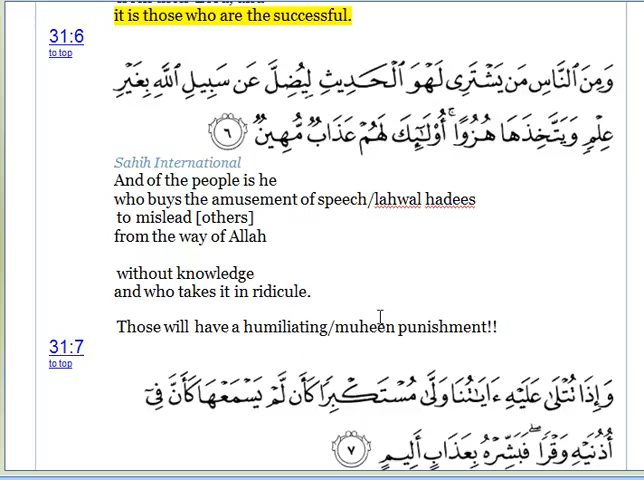 it is those who are the successful.
31:6
to top
وَمِنَ ٱلنَّاسِ مَن يَشْتَرِى لَهْوَ ٱلْحَدِيثِ لِيُضِلَّ عَن سَبِيلِ ٱللَّهِ بِغَيْرِ
عِلْمٍ وَيَتَّخِذَهَا هُزُوًا ۚ أُو۟لَـٰٓئِكَ لَهُمْ عَذَابٌ مُّهِينٌ ٦
Sahih International
And of the people is he
who buys the amusement of speech/lahwal hadees
to mislead [others]
from the way of Allah
without knowledge
and who takes it in ridicule.
Those will have a humiliating/muheen punishment!!
31:7
to top
وَإِذَا تُتْلَىٰ عَلَيْهِ ءَايَـٰتُنَا وَلَّىٰ مُسْتَكْبِرًا كَأَن لَّمْ يَسْمَعْهَا كَأَنَّ فِىٓ
أُذُنَيْهِ وَقْرًا ۖ فَبَشِّرْهُ بِعَذَابٍ أَلِيمٍ ٧